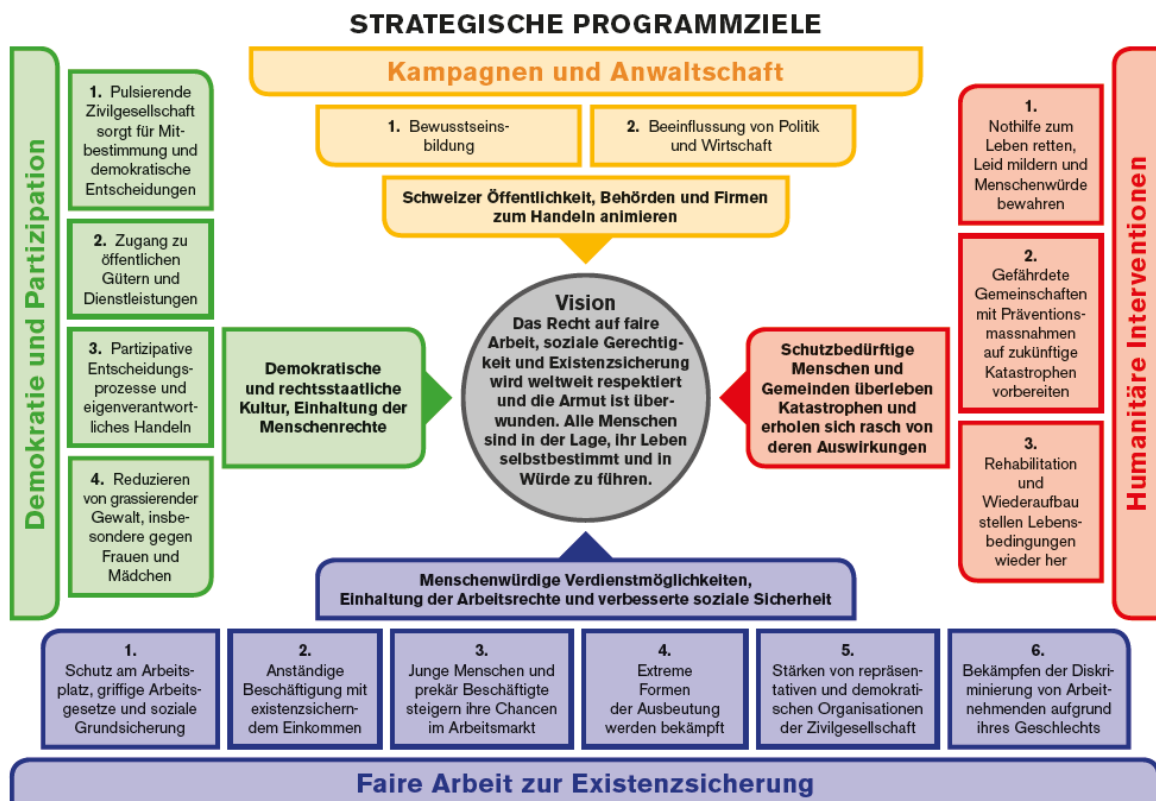 STRATEGISCHE PROGRAMMZIELE
Kampagnen und Anwaltschaft
1. Bewusstseins-
bildung
2. Beeinflussung von Politik
und Wirtschaft
Schweizer Öffentlichkeit, Behörden und Firmen
zum Handeln animieren
Demokratie und Partizipation
1. Pulsierende
Zivilgesellschaft
sorgt für Mit-
bestimmung und
demokratische
Entscheidungen
2. Zugang zu
öffentlichen
Gütern und
Dienstleistungen
3. Partizipative
Entscheidungs-
prozesse und
eigenverantwort-
liches Handeln
4. Reduzieren
von grassierender
Gewalt, insbe-
sondere gegen
Frauen und
Mädchen
Demokratische
und rechtsstaatliche
Kultur, Einhaltung der
Menschenrechte
Vision
Das Recht auf faire
Arbeit, soziale Gerechtig-
keit und Existenzsicherung
wird weltweit respektiert
und die Armut ist über-
wunden. Alle Menschen
sind in der Lage, ihr Leben
selbstbestimmt und in
Würde zu führen.
Schutzbedürftige
Menschen und
Gemeinden überleben
Katastrophen und
erholen sich rasch von
deren Auswirkungen
1.
Nothilfe zum
Leben retten,
Leid mildern und
Menschenwürde
bewahren
2.
Gefährdete
Gemeinschaften
mit Präventions-
massnahmen
auf zukünftige
Katastrophen
vorbereiten
3.
Rehabilitation
und
Wiederaufbau
stellen Lebens-
bedingungen
wieder her
Humanitäre Interventionen
Menschenwürdige Verdienstmöglichkeiten,
Einhaltung der Arbeitsrechte und verbesserte soziale Sicherheit
1.
Schutz am Arbeits-
platz, griffige Arbeits-
gesetze und soziale
Grundsicherung
2.
Anständige
Beschäftigung mit
existenzsichern-
dem Einkommen
3.
Junge Menschen und
prekär Beschäftigte
steigern ihre Chancen
im Arbeitsmarkt
4.
Extreme
Formen
der Ausbeutung
werden bekämpft
5.
Stärken von repräsen-
tativen und demokrati-
schen Organisationen
der Zivilgesellschaft
6.
Bekämpfen der Diskri-
minierung von Arbeit-
nehmenden aufgrund
ihres Geschlechts
Faire Arbeit zur Existenzsicherung